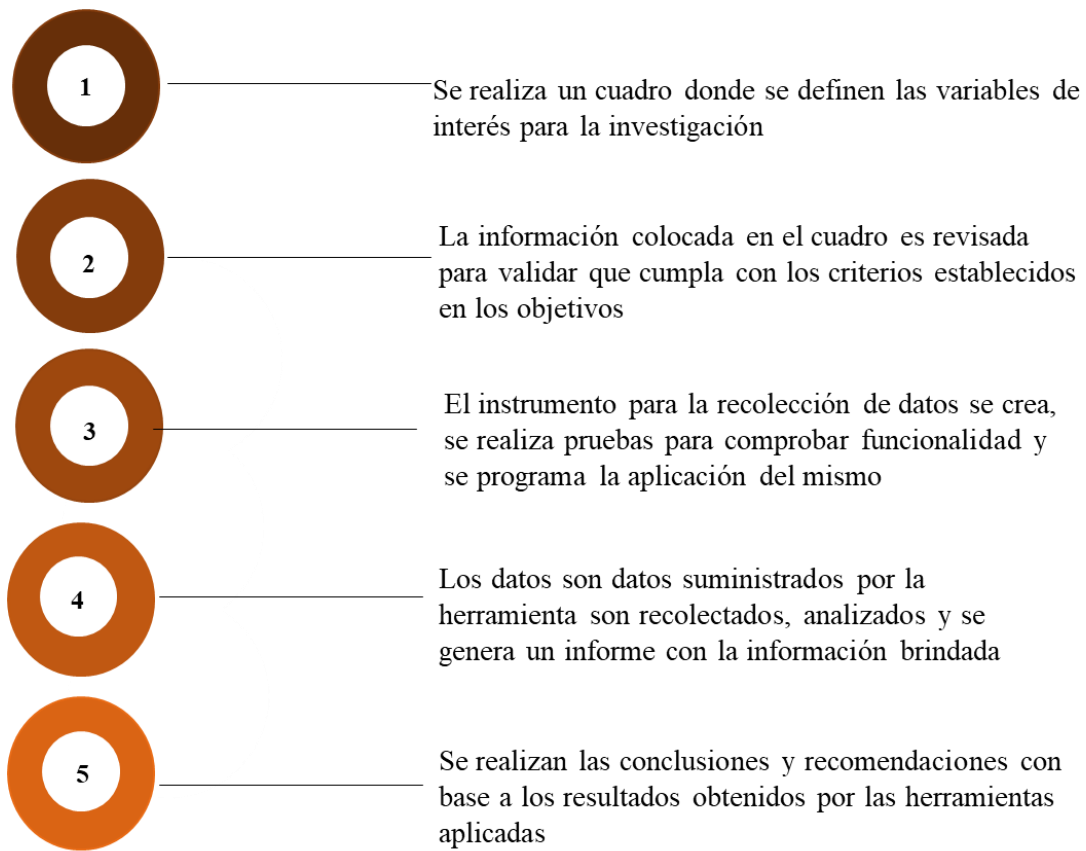 1
Se realiza un cuadro donde se definen las variables de
interés para la investigación
2
La información colocada en el cuadro es revisada
para validar que cumpla con los criterios establecidos
en los objetivos
3
El instrumento para la recolección de datos se crea,
se realiza pruebas para comprobar funcionalidad y
se programa la aplicación del mismo
4
Los datos son datos suministrados por la
herramienta son recolectados, analizados y se
genera un informe con la información brindada
5
Se realizan las conclusiones y recomendaciones con
base a los resultados obtenidos por las herramientas
aplicadas